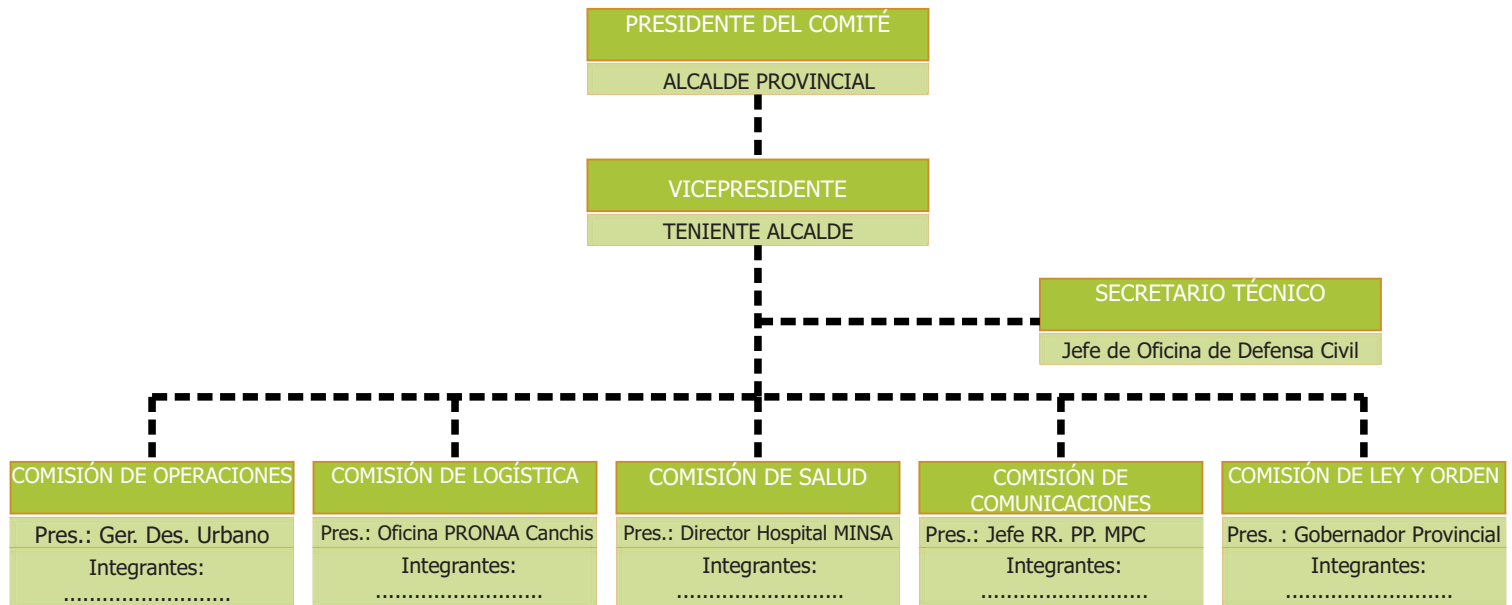 PRESIDENTE DEL COMITÉ
ALCALDE PROVINCIAL
VICEPRESIDENTE
TENIENTE ALCALDE
SECRETARIO TÉCNICO
Jefe de Oficina de Defensa Civil
COMISIÓN DE OPERACIONES
Pres.: Ger. Des. Urbano
Integrantes:
.........................
COMISIÓN DE LOGÍSTICA
Pres.: Oficina PRONAA Canchis
Integrantes:
.........................
COMISIÓN DE SALUD
Pres.: Director Hospital MINSA
Integrantes:
.........................
COMISIÓN DE
COMUNICACIONES
Pres.: Jefe RR. PP. MPC
Integrantes:
.........................
COMISIÓN DE LEY Y ORDEN
Pres. : Gobernador Provincial
Integrantes:
.........................